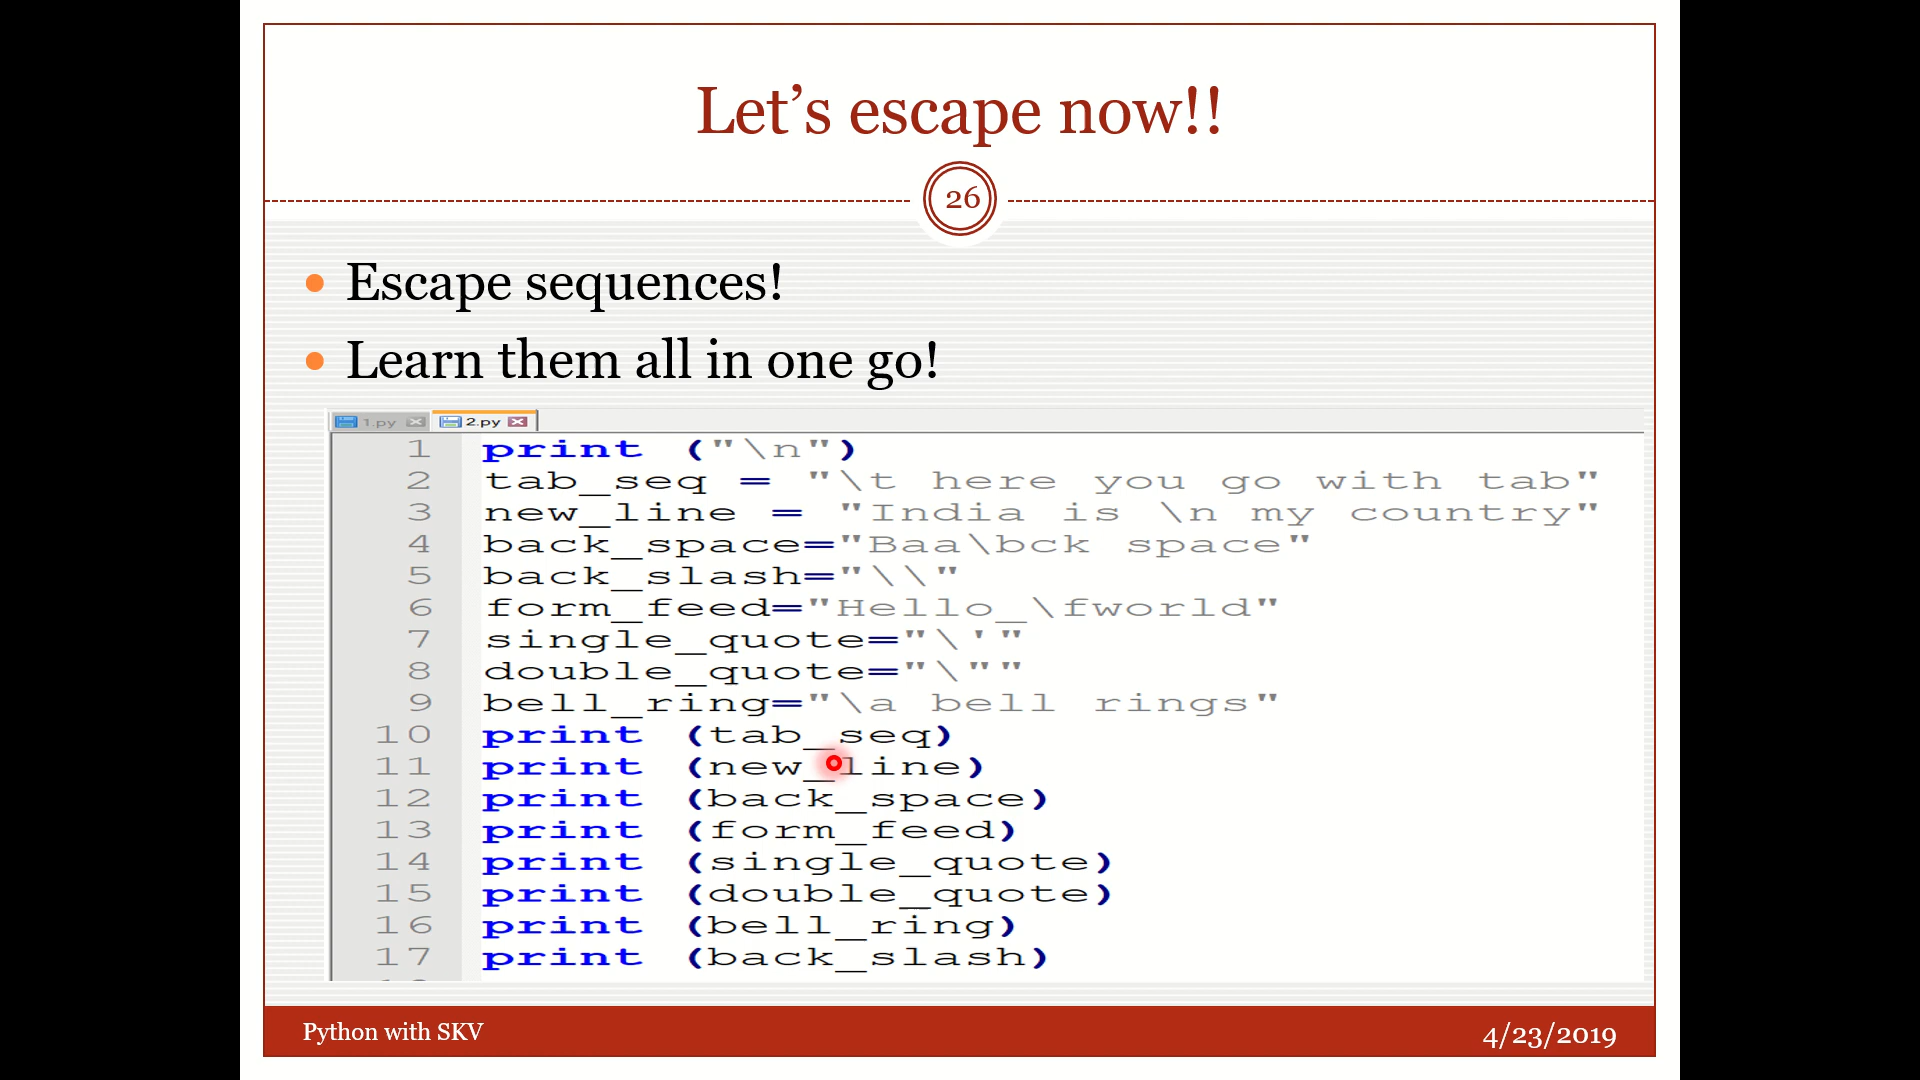 Let’s escape now!!
26
Escape sequences!
Learn them all in one go!
1.py 2.py
1 print ("\n")
2 tab_seq = "\t here you go with tab"
3 new_line = "India is \n my country"
4 back_space="Baa\bck space"
5 back_slash="\\"
6 form_feed="Hello_\fworld"
7 single_quote="\'"
8 double_quote="\""
9 bell_ring="\a bell rings"
10 print (tab_seq)
11 print (new_line)
12 print (back_space)
13 print (form_feed)
14 print (single_quote)
15 print (double_quote)
16 print (bell_ring)
17 print (back_slash)
Python with SKV
4/23/2019